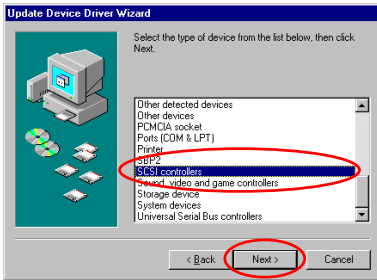 Update Device Driver Wizard
Select the type of device from the list below, then click
Next.
Other detected devices
Other devices
PCMCIA socket
Ports (COM & LPT)
Printer
SBP2
SCSI controllers
Sound, video and game controllers
Storage device
System devices
Universal Serial Bus controllers
< Back Next > Cancel